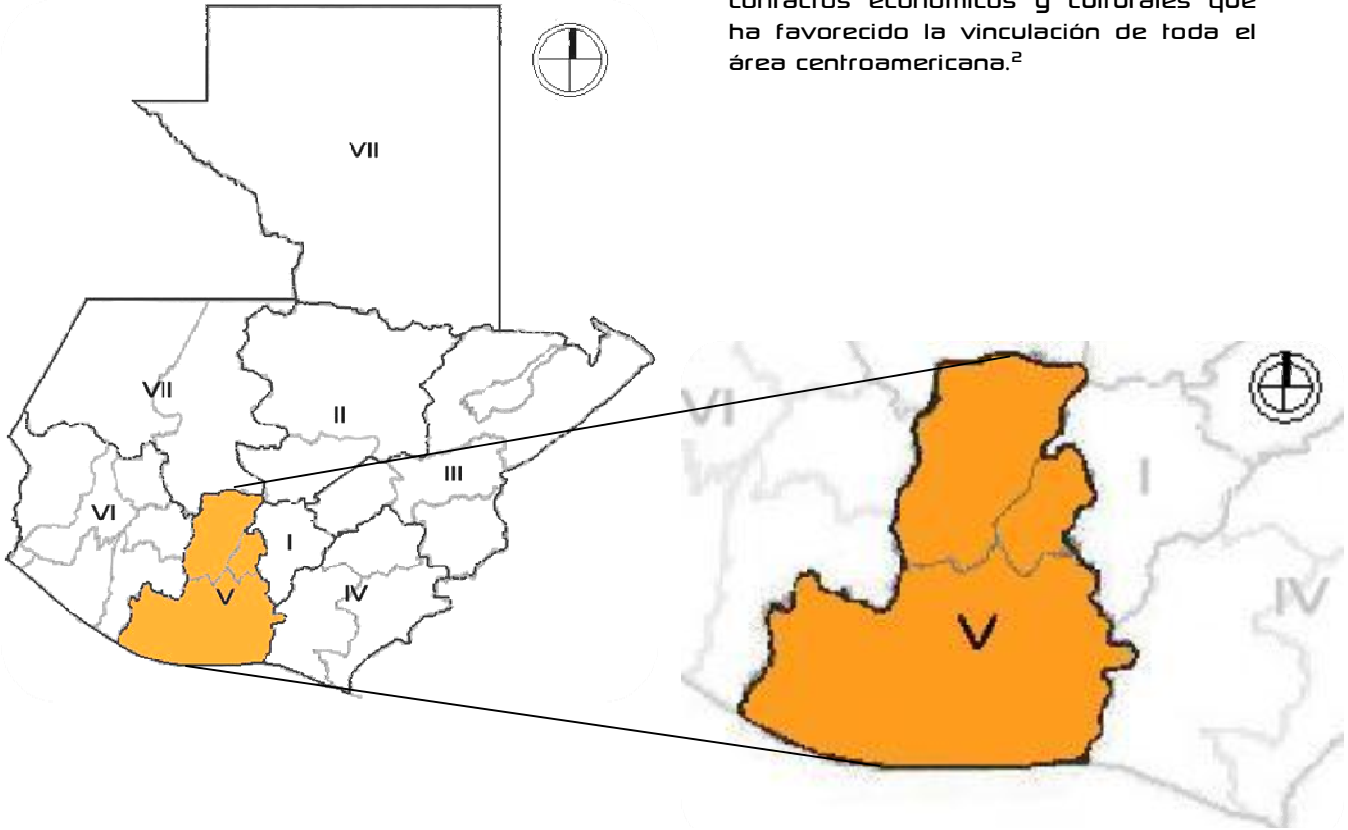 contactos económicos y culturales que
ha favorecido la vinculación de toda el
área centroamericana.²
VII
VII
II
III
VI
I
V
IV
VI
I
IV
V